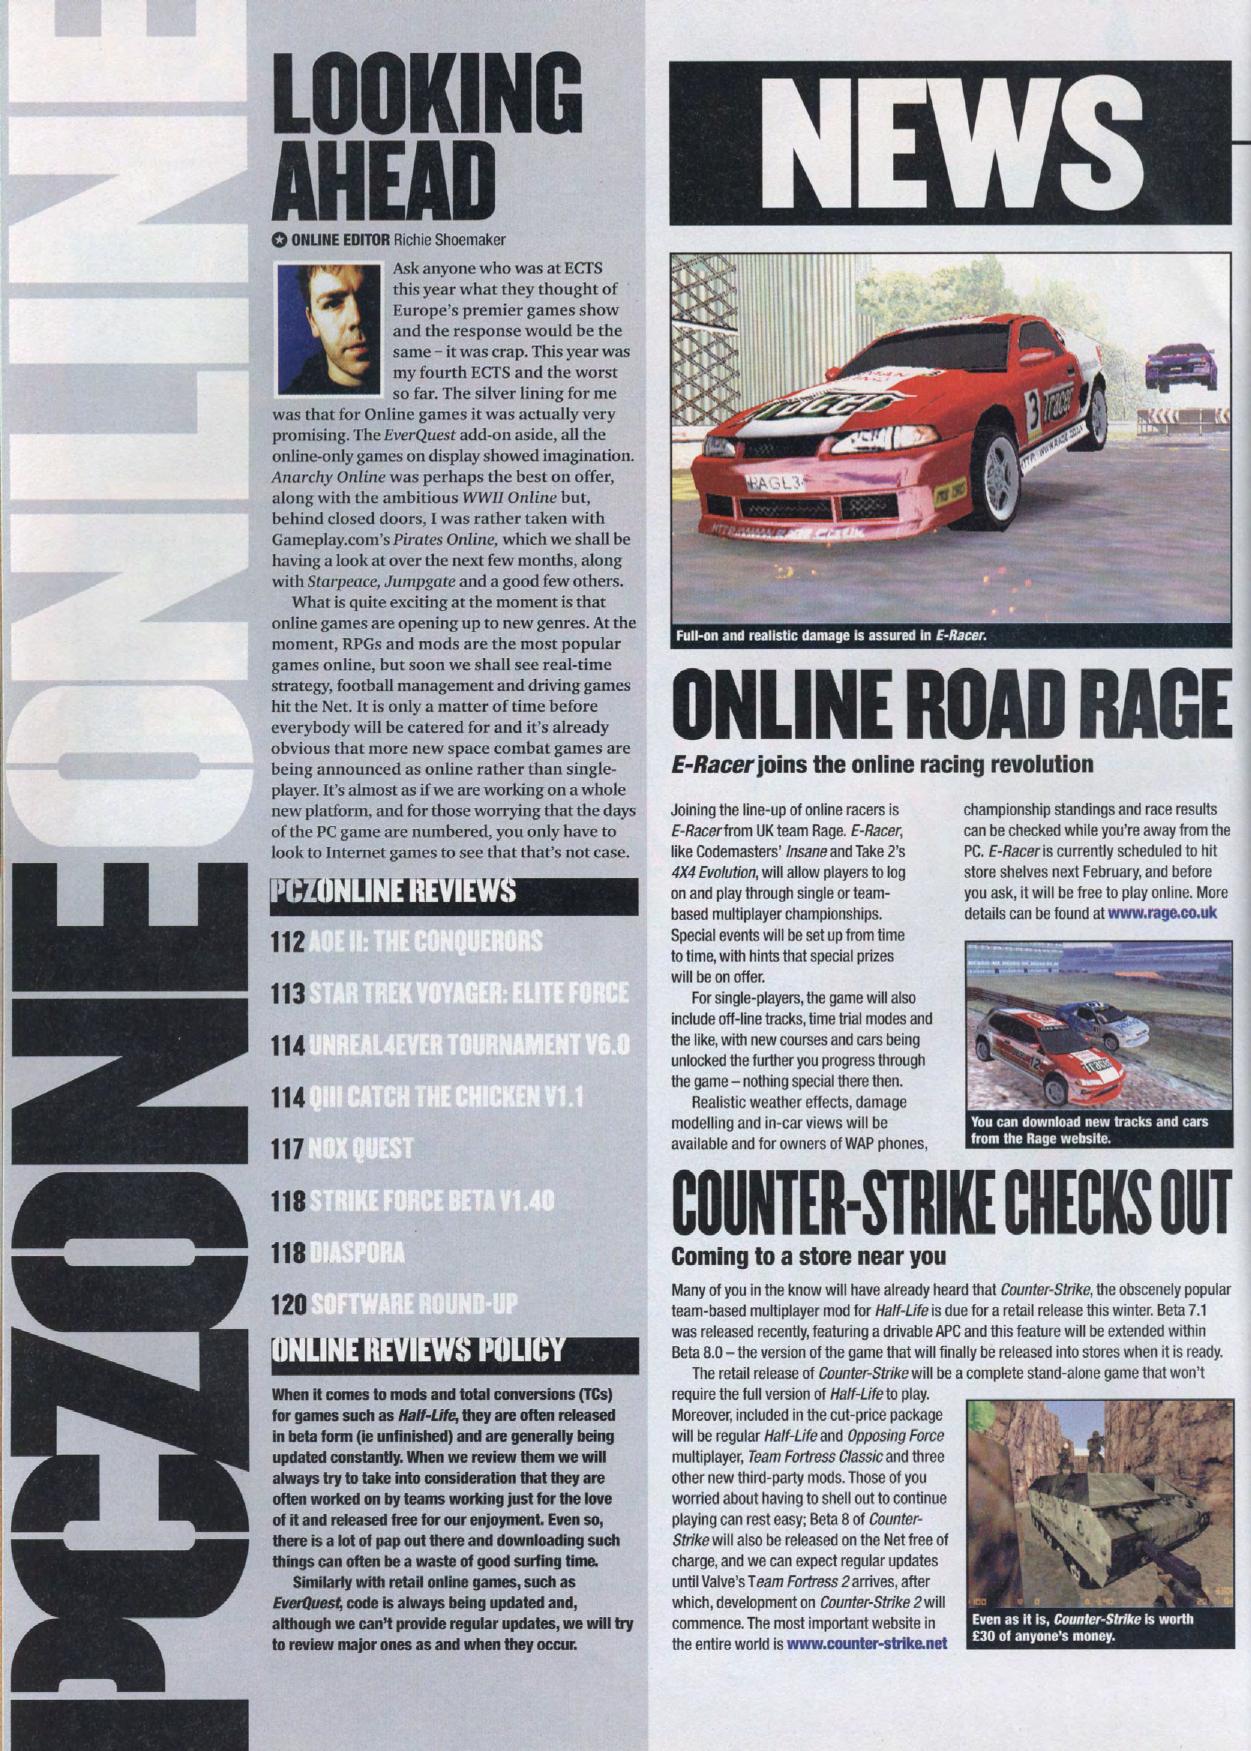 PCZONEONLINE
LOOKING
AHEAD
ONLINE EDITOR Richie Shoemaker
Ask anyone who was at ECTS
this year what they thought of
Europe's premier games show
and the response would be the
same – it was crap. This year was
my fourth ECTS and the worst
so far. The silver lining for me
was that for Online games it was actually very
promising. The EverQuest add-on aside, all the
online-only games on display showed imagination.
Anarchy Online was perhaps the best on offer,
along with the ambitious WWII Online but,
behind closed doors, I was rather taken with
Gameplay.com's Pirates Online, which we shall be
having a look at over the next few months, along
with Starpeace, Jumpgate and a good few others.
What is quite exciting at the moment is that
online games are opening up to new genres. At the
moment, RPGs and mods are the most popular
games online, but soon we shall see real-time
strategy, football management and driving games
hit the Net. It is only a matter of time before
everybody will be catered for and it's already
obvious that more new space combat games are
being announced as online rather than single-
player. It's almost as if we are working on a whole
new platform, and for those worrying that the days
of the PC game are numbered, you only have to
look to Internet games to see that that's not case.
PCZONLINE REVIEWS
112 AOE II: THE CONQUERORS
113 STAR TREK VOYAGER: ELITE FORCE
114 UNREAL4EVER TOURNAMENT V6.0
114 QIII CATCH THE CHICKEN V1.1
117 NOX QUEST
118 STRIKE FORCE BETA V1.40
118 DIASPORA
120 SOFTWARE ROUND-UP
ONLINE REVIEWS POLICY
When it comes to mods and total conversions (TCs)
for games such as Half-Life, they are often released
in beta form (ie unfinished) and are generally being
updated constantly. When we review them we will
always try to take into consideration that they are
often worked on by teams working just for the love
of it and released free for our enjoyment. Even so,
there is a lot of pap out there and downloading such
things can often be a waste of good surfing time.
Similarly with retail online games, such as
EverQuest, code is always being updated and,
although we can't provide regular updates, we will try
to review major ones as and when they occur.
NEWS
Tracer
3 Tracer
RAGE3
HTTP://WWW.RAGE.CO.UK
Full-on and realistic damage is assured in E-Racer.
ONLINE ROAD RAGE
E-Racer joins the online racing revolution
Joining the line-up of online racers is
E-Racer from UK team Rage. E-Racer,
like Codemasters' Insane and Take 2's
4X4 Evolution, will allow players to log
on and play through single or team-
based multiplayer championships.
Special events will be set up from time
to time, with hints that special prizes
will be on offer.
For single-players, the game will also
include off-line tracks, time trial modes and
the like, with new courses and cars being
unlocked the further you progress through
the game – nothing special there then.
Realistic weather effects, damage
modelling and in-car views will be
available and for owners of WAP phones,
championship standings and race results
can be checked while you're away from the
PC. E-Racer is currently scheduled to hit
store shelves next February, and before
you ask, it will be free to play online. More
details can be found at www.rage.co.uk
You can download new tracks and cars
from the Rage website.
COUNTER-STRIKE CHECKS OUT
Coming to a store near you
Many of you in the know will have already heard that Counter-Strike, the obscenely popular
team-based multiplayer mod for Half-Life is due for a retail release this winter. Beta 7.1
was released recently, featuring a drivable APC and this feature will be extended within
Beta 8.0 – the version of the game that will finally be released into stores when it is ready.
The retail release of Counter-Strike will be a complete stand-alone game that won't
require the full version of Half-Life to play.
Moreover, included in the cut-price package
will be regular Half-Life and Opposing Force
multiplayer, Team Fortress Classic and three
other new third-party mods. Those of you
worried about having to shell out to continue
playing can rest easy; Beta 8 of Counter-
Strike will also be released on the Net free of
charge, and we can expect regular updates
until Valve's Team Fortress 2 arrives, after
which, development on Counter-Strike 2 will
commence. The most important website in
the entire world is www.counter-strike.net
Even as it is, Counter-Strike is worth
£30 of anyone's money.